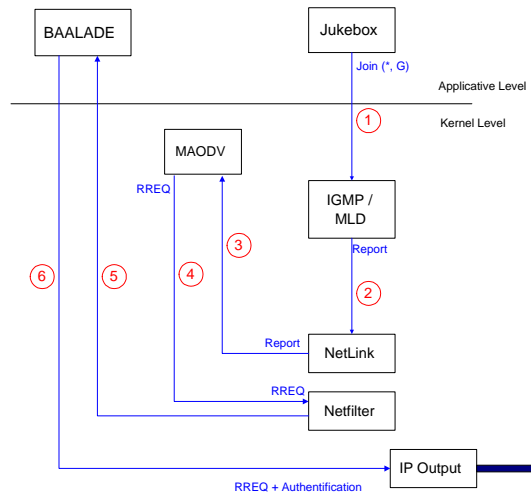 BAALADE
Jukebox
Join (*, G)
Applicative Level
Kernel Level
1
MAODV
RREQ
IGMP /
MLD
3
Report
6
5
4
2
Report
NetLink
RREQ
Netfilter
IP Output
RREQ + Authentification